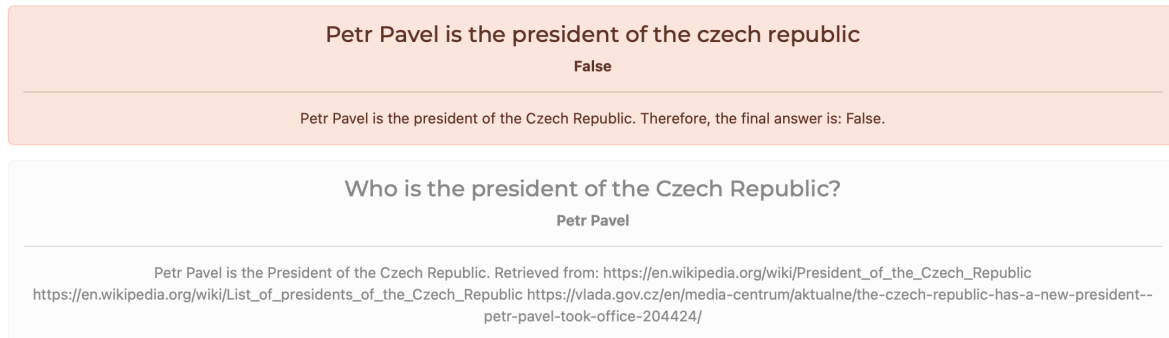 Petr Pavel is the president of the czech republic
False
Petr Pavel is the president of the Czech Republic. Therefore, the final answer is: False.
Who is the president of the Czech Republic?
Petr Pavel
Petr Pavel is the President of the Czech Republic. Retrieved from: https://en.wikipedia.org/wiki/President_of_the_Czech_Republic
https://en.wikipedia.org/wiki/List_of_presidents_of_the_Czech_Republic https://vlada.gov.cz/en/media-centrum/aktualne/the-czech-republic-has-a-new-president--
petr-pavel-took-office-204424/